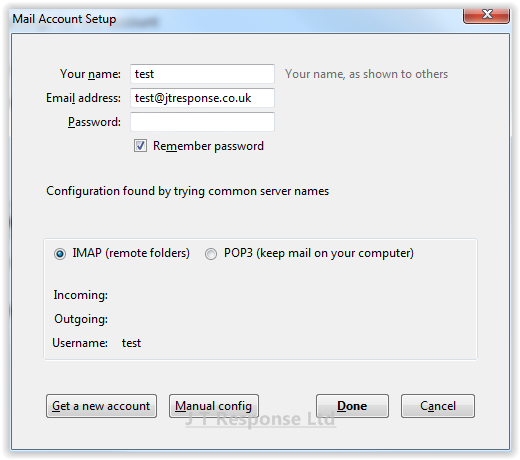 Mail Account Setup
Your name: test Your name, as shown to others
Email address: test@jtresponse.co.uk
Password:
Remember password
Configuration found by trying common server names
IMAP (remote folders) POP3 (keep mail on your computer)
Incoming:
Outgoing:
Username: test
Get a new account Manual config Done Cancel
J T Response Ltd